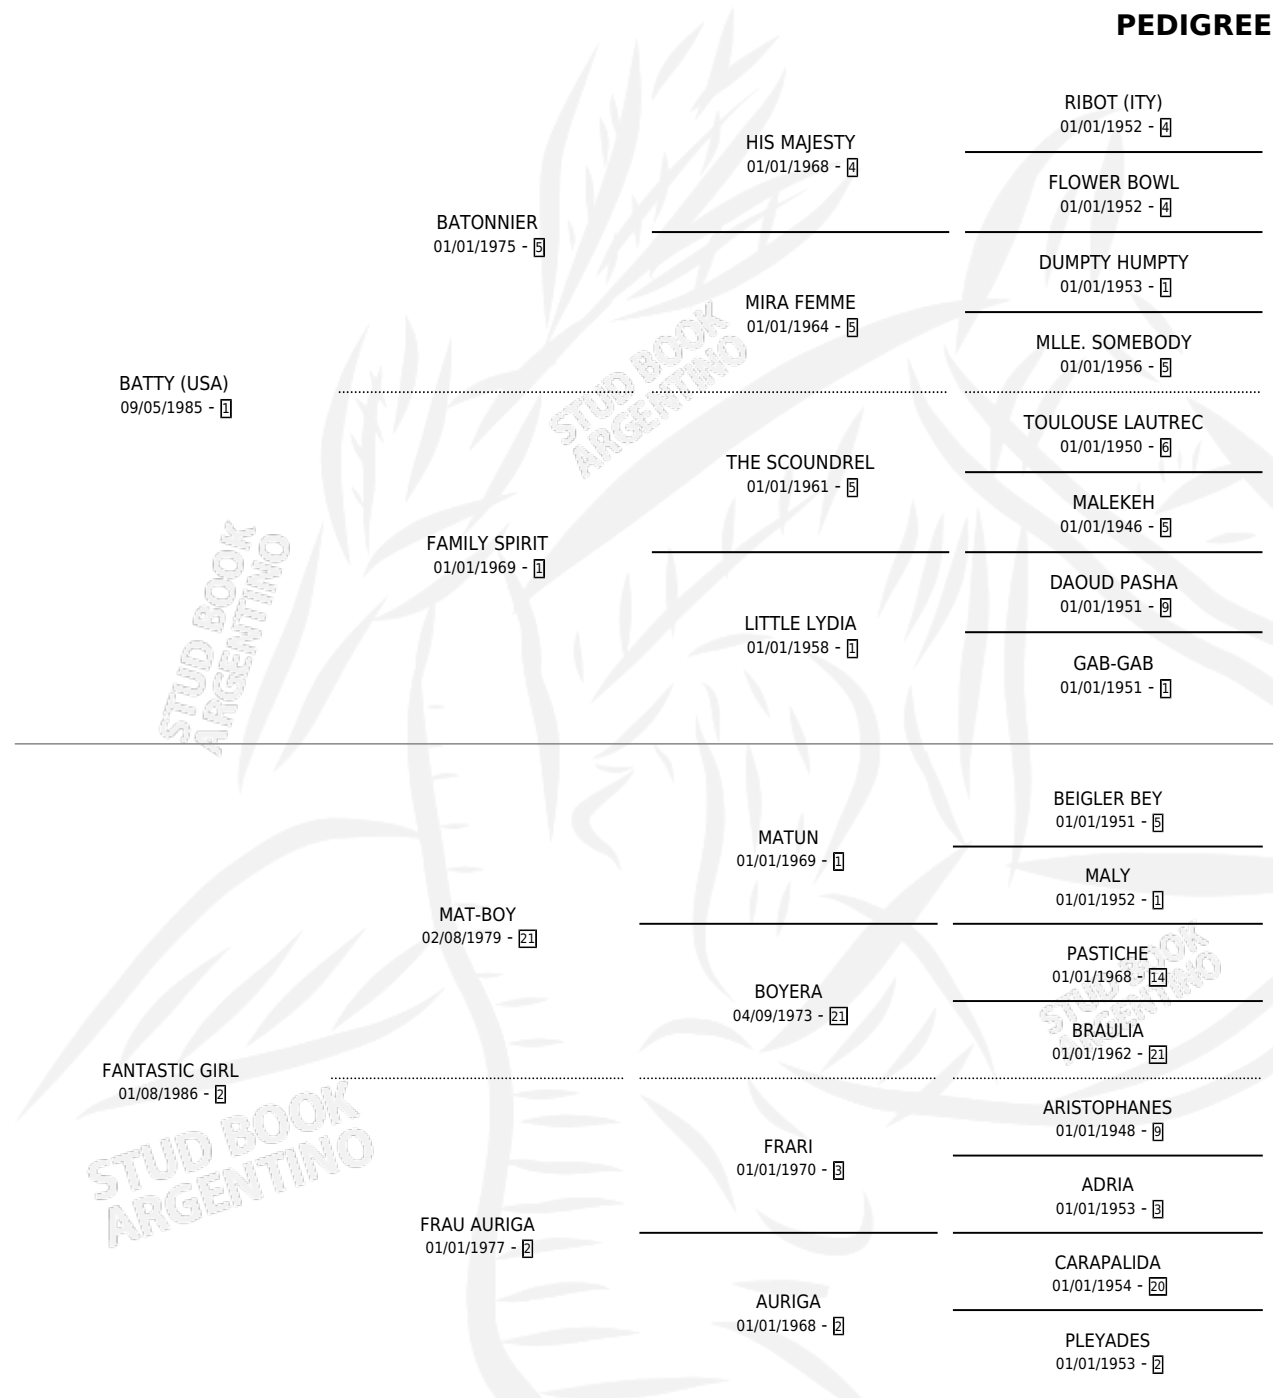 PEDIGREE
RIBOT (ITY)
01/01/1952 - 4
HIS MAJESTY
01/01/1968 - 4
FLOWER BOWL
01/01/1952 - 4
BATONNIER
01/01/1975 - 5
DUMPTY HUMPTY
01/01/1953 - 1
MIRA FEMME
01/01/1964 - 5
MLLE. SOMEBODY
01/01/1956 - 5
BATTY (USA)
09/05/1985 - 1
STUD BOOK
ARGENTINO
TOULOUSE LAUTREC
01/01/1950 - 6
THE SCOUNDREL
01/01/1961 - 5
MALEKEH
01/01/1946 - 5
FAMILY SPIRIT
01/01/1969 - 1
DAOUD PASHA
01/01/1951 - 9
LITTLE LYDIA
01/01/1958 - 1
GAB-GAB
01/01/1951 - 1
STUD BOOK
ARGENTINO
BEIGLER BEY
01/01/1951 - 5
MATUN
01/01/1969 - 1
MALY
01/01/1952 - 1
MAT-BOY
02/08/1979 - 21
PASTICHE
01/01/1968 - 14
BOYERA
04/09/1973 - 21
STUD BOOK
ARGENTINO
BRAULIA
01/01/1962 - 21
FANTASTIC GIRL
01/08/1986 - 2
STUD BOOK
ARGENTINO
ARISTOPHANES
01/01/1948 - 9
FRARI
01/01/1970 - 3
ADRIA
01/01/1953 - 3
FRAU AURIGA
01/01/1977 - 2
CARAPALIDA
01/01/1954 - 20
AURIGA
01/01/1968 - 2
PLEYADES
01/01/1953 - 2